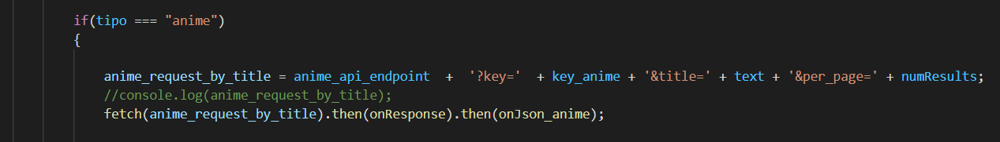 if(tipo === "anime")
{
anime_request_by_title = anime_api_endpoint  +  '?key='  + key_anime + '&title=' + text + '&per_page=' + numResults;
//console.log(anime_request_by_title);
fetch(anime_request_by_title).then(onResponse).then(onJson_anime);